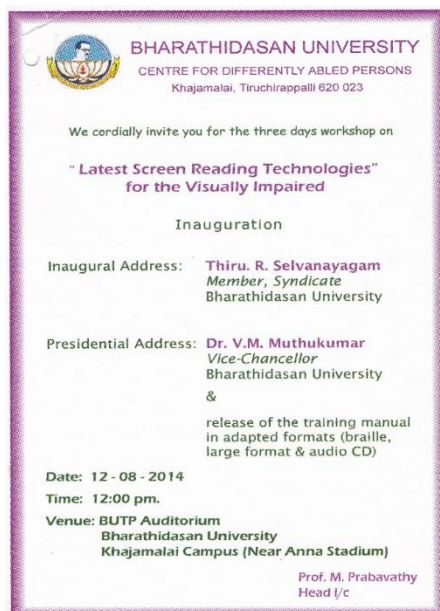 BHARATHIDASAN UNIVERSITY
CENTRE FOR DIFFERENTLY ABLED PERSONS
Khajamalai, Tiruchirappalli 620 023
We cordially invite you for the three days workshop on
" Latest Screen Reading Technologies"
for the Visually Impaired
Inauguration
Inaugural Address: Thiru. R. Selvanayagam
Member, Syndicate
Bharathidasan University
Presidential Address: Dr. V.M. Muthukumar
Vice-Chancellor
Bharathidasan University
&
release of the training manual
in adapted formats (braille,
large format & audio CD)
Date: 12 - 08 - 2014
Time: 12:00 pm.
Venue: BUTP Auditorium
Bharathidasan University
Khajamalai Campus (Near Anna Stadium)
Prof. M. Prabavathy
Head i/c